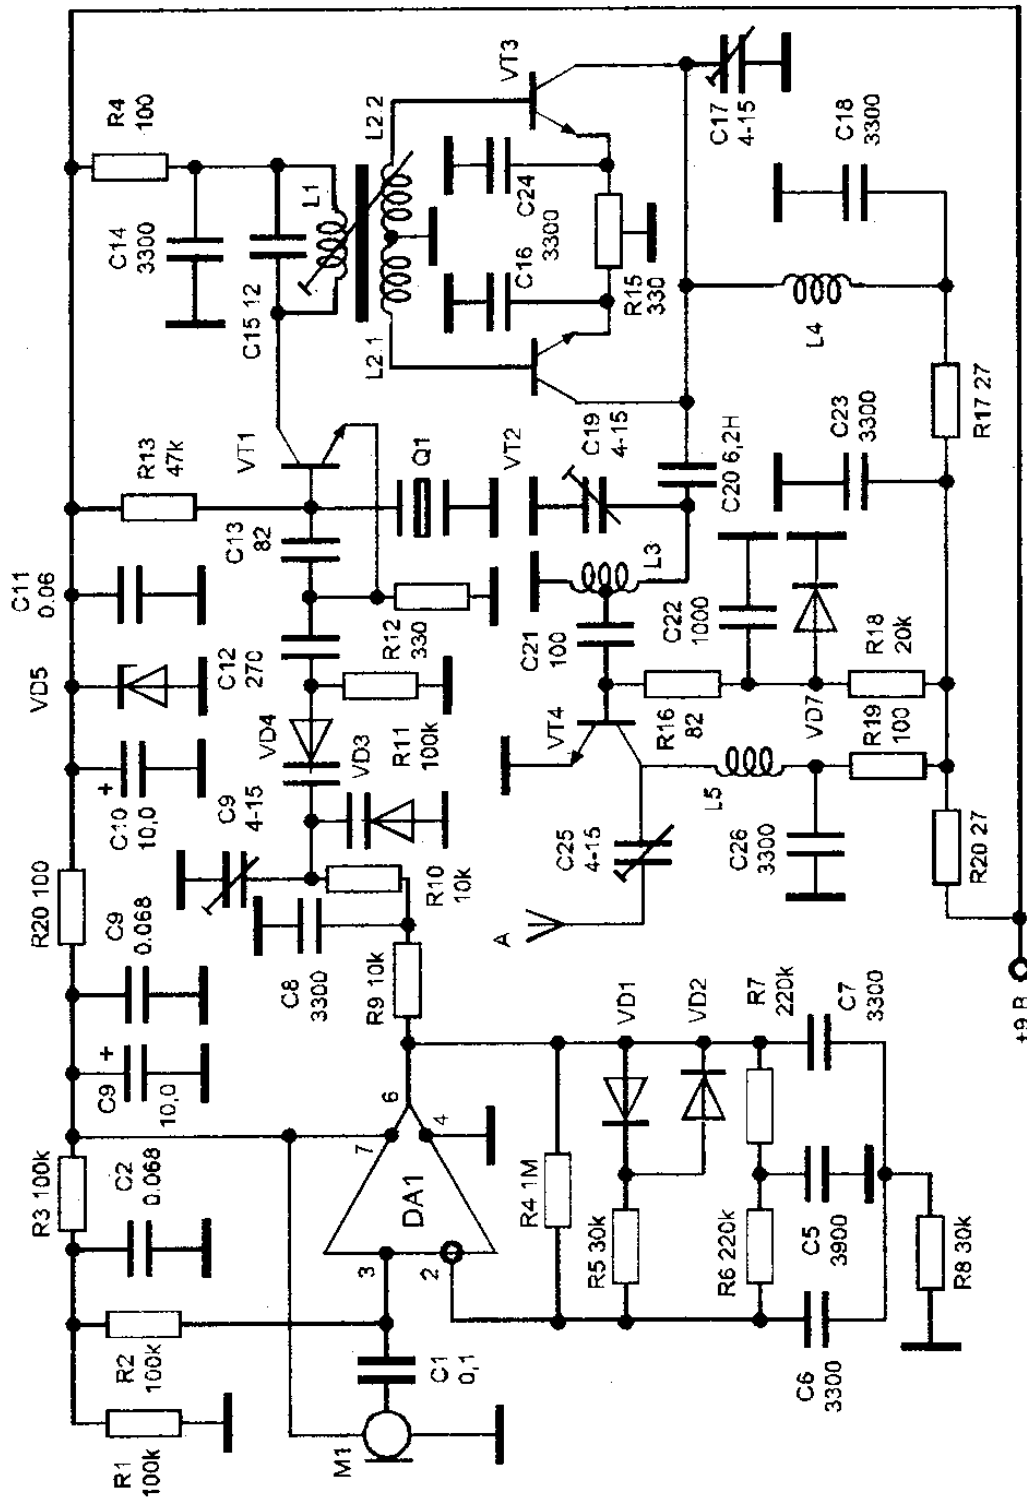 R1
100k
R2
100k
R3 100k
C2
0.068
C9
10,0
+
C9
0.068
R20 100
C10
10,0
+
VD5
C11
0.06
R13
47k
R4
100
C14
3300
C15 12
L1
L2.2
L2.1
VT1
VT3
C24
3300
C16
R15
330
C17
4-15
C18
3300
L4
R17 27
C23
3300
C20 6,2H
C19
4-15
VT2
Q1
C13
82
R12
330
C12
270
VD4
VD3
R11
100k
C9
4-15
R10
10k
C8
3300
R9 10k
L3
C21
100
C22
1000
R18
20k
VD7
R16
82
R19
100
VT4
L5
C25
4-15
C26
3300
R20 27
A
+9 В
M1
C1
0,1
3
2
DA1
7
6
4
R4 1M
R5 30k
VD1
VD2
R6 220k
R7
220k
C5
3900
C6
3300
C7
3300
R8 30k